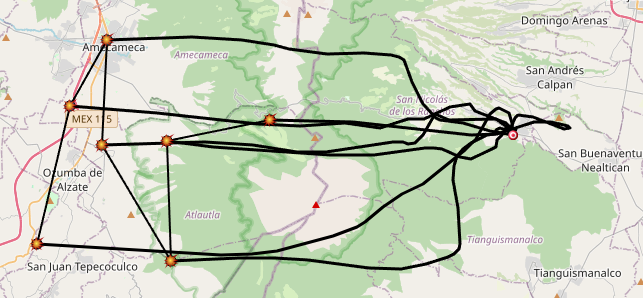 Domingo Arenas
Amecameca
Amecameca
San Andrés
Calpan
San Nicolás
de los Ranchos
MEX 115
San Buenaventura
Nealtican
Ozumba de
Alzate
Atlautla
Tianguismanalco
San Juan Tepecoculco
Tianguismanalco